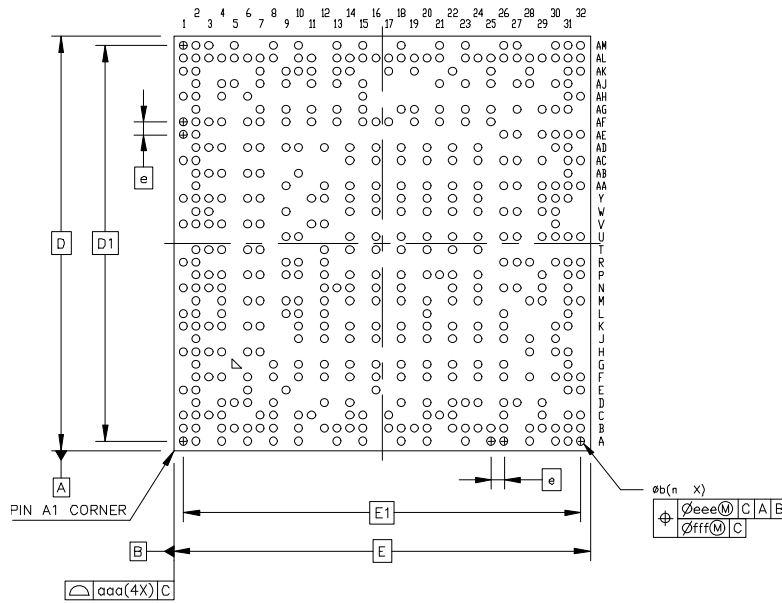 2 4 6 8 10 12 14 16 18 20 22 24 26 28 30 32
1 3 5 7 9 11 13 15 17 19 21 23 25 27 29 31
AM
AL
AK
AJ
AH
AG
AF
AE
AD
AC
AB
AA
Y
W
V
U
T
R
P
N
M
L
K
J
H
G
F
E
D
C
B
A
e
D
D1
A
PIN A1 CORNER
B
aaa(4X) C
E1
E
e
øb(n X)
⌀eeeⓂ C A B
⌀fffⓂ C